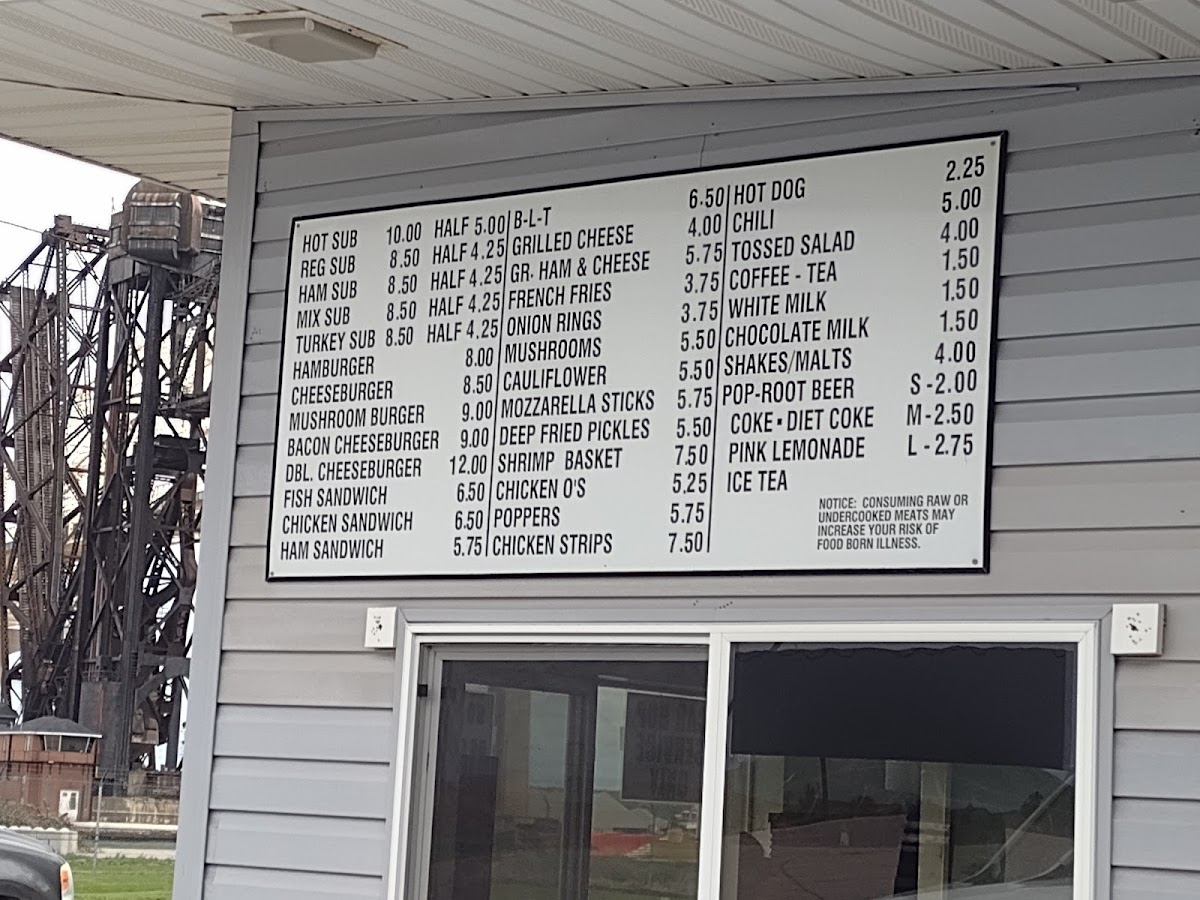 HOT SUB 10.00 HALF 5.00
REG SUB 8.50 HALF 4.25
HAM SUB 8.50 HALF 4.25
MIX SUB 8.50 HALF 4.25
TURKEY SUB 8.50 HALF 4.25
HAMBURGER 8.00
CHEESEBURGER 8.50
MUSHROOM BURGER 9.00
BACON CHEESEBURGER 9.00
DBL. CHEESEBURGER 12.00
FISH SANDWICH 6.50
CHICKEN SANDWICH 6.50
HAM SANDWICH 5.75
B-L-T 6.50
GRILLED CHEESE 4.00
GR. HAM & CHEESE 5.75
FRENCH FRIES 3.75
ONION RINGS 3.75
MUSHROOMS 5.50
CAULIFLOWER 5.50
MOZZARELLA STICKS 5.75
DEEP FRIED PICKLES 5.50
SHRIMP BASKET 7.50
CHICKEN O'S 5.25
POPPERS 5.75
CHICKEN STRIPS 7.50
HOT DOG 2.25
CHILI 5.00
TOSSED SALAD 4.00
COFFEE - TEA 1.50
WHITE MILK 1.50
CHOCOLATE MILK 1.50
SHAKES/MALTS 4.00
POP-ROOT BEER S - 2.00
COKE ▪ DIET COKE M - 2.50
PINK LEMONADE L - 2.75
ICE TEA
NOTICE: CONSUMING RAW OR
UNDERCOOKED MEATS MAY
INCREASE YOUR RISK OF
FOOD BORN ILLNESS.